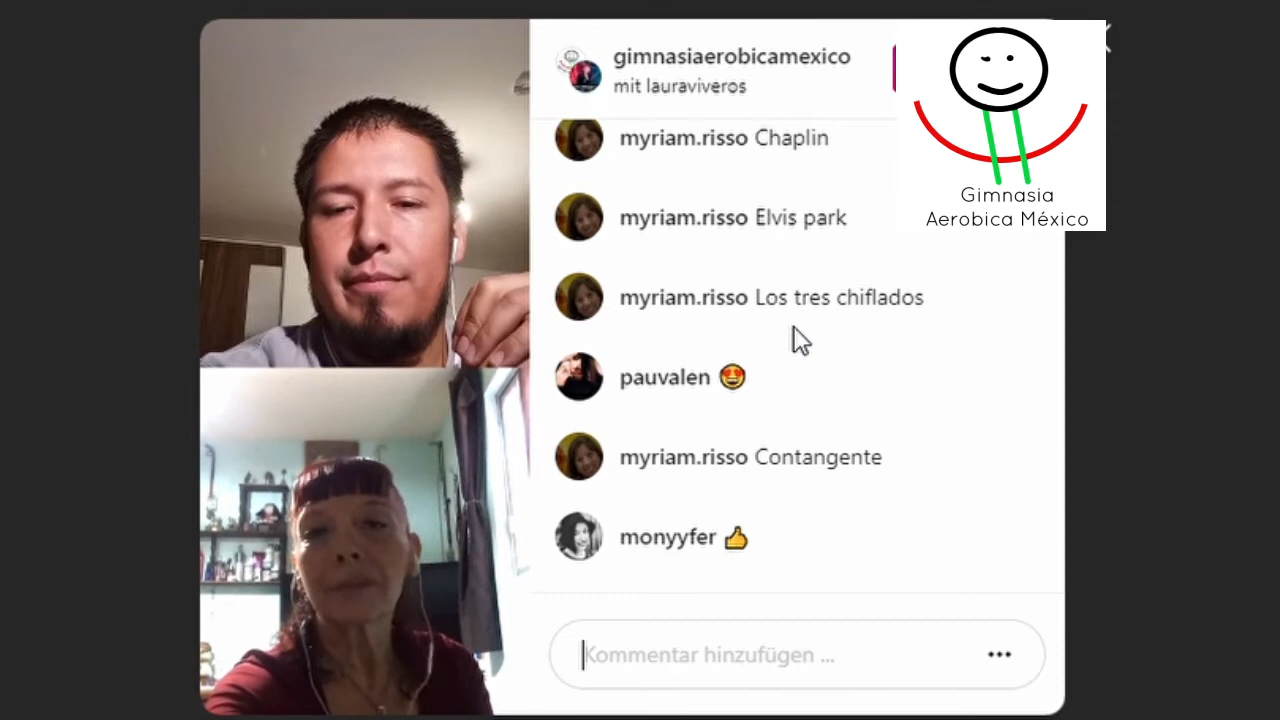 gimnasiaerobicamexico
mit lauraviveros
myriam.risso Chaplin
myriam.risso Elvis park
myriam.risso Los tres chiflados
pauvalen 😍
myriam.risso Contangente
monyyfer 👍
Kommentar hinzufügen ...
Gimnasia
Aerobica México